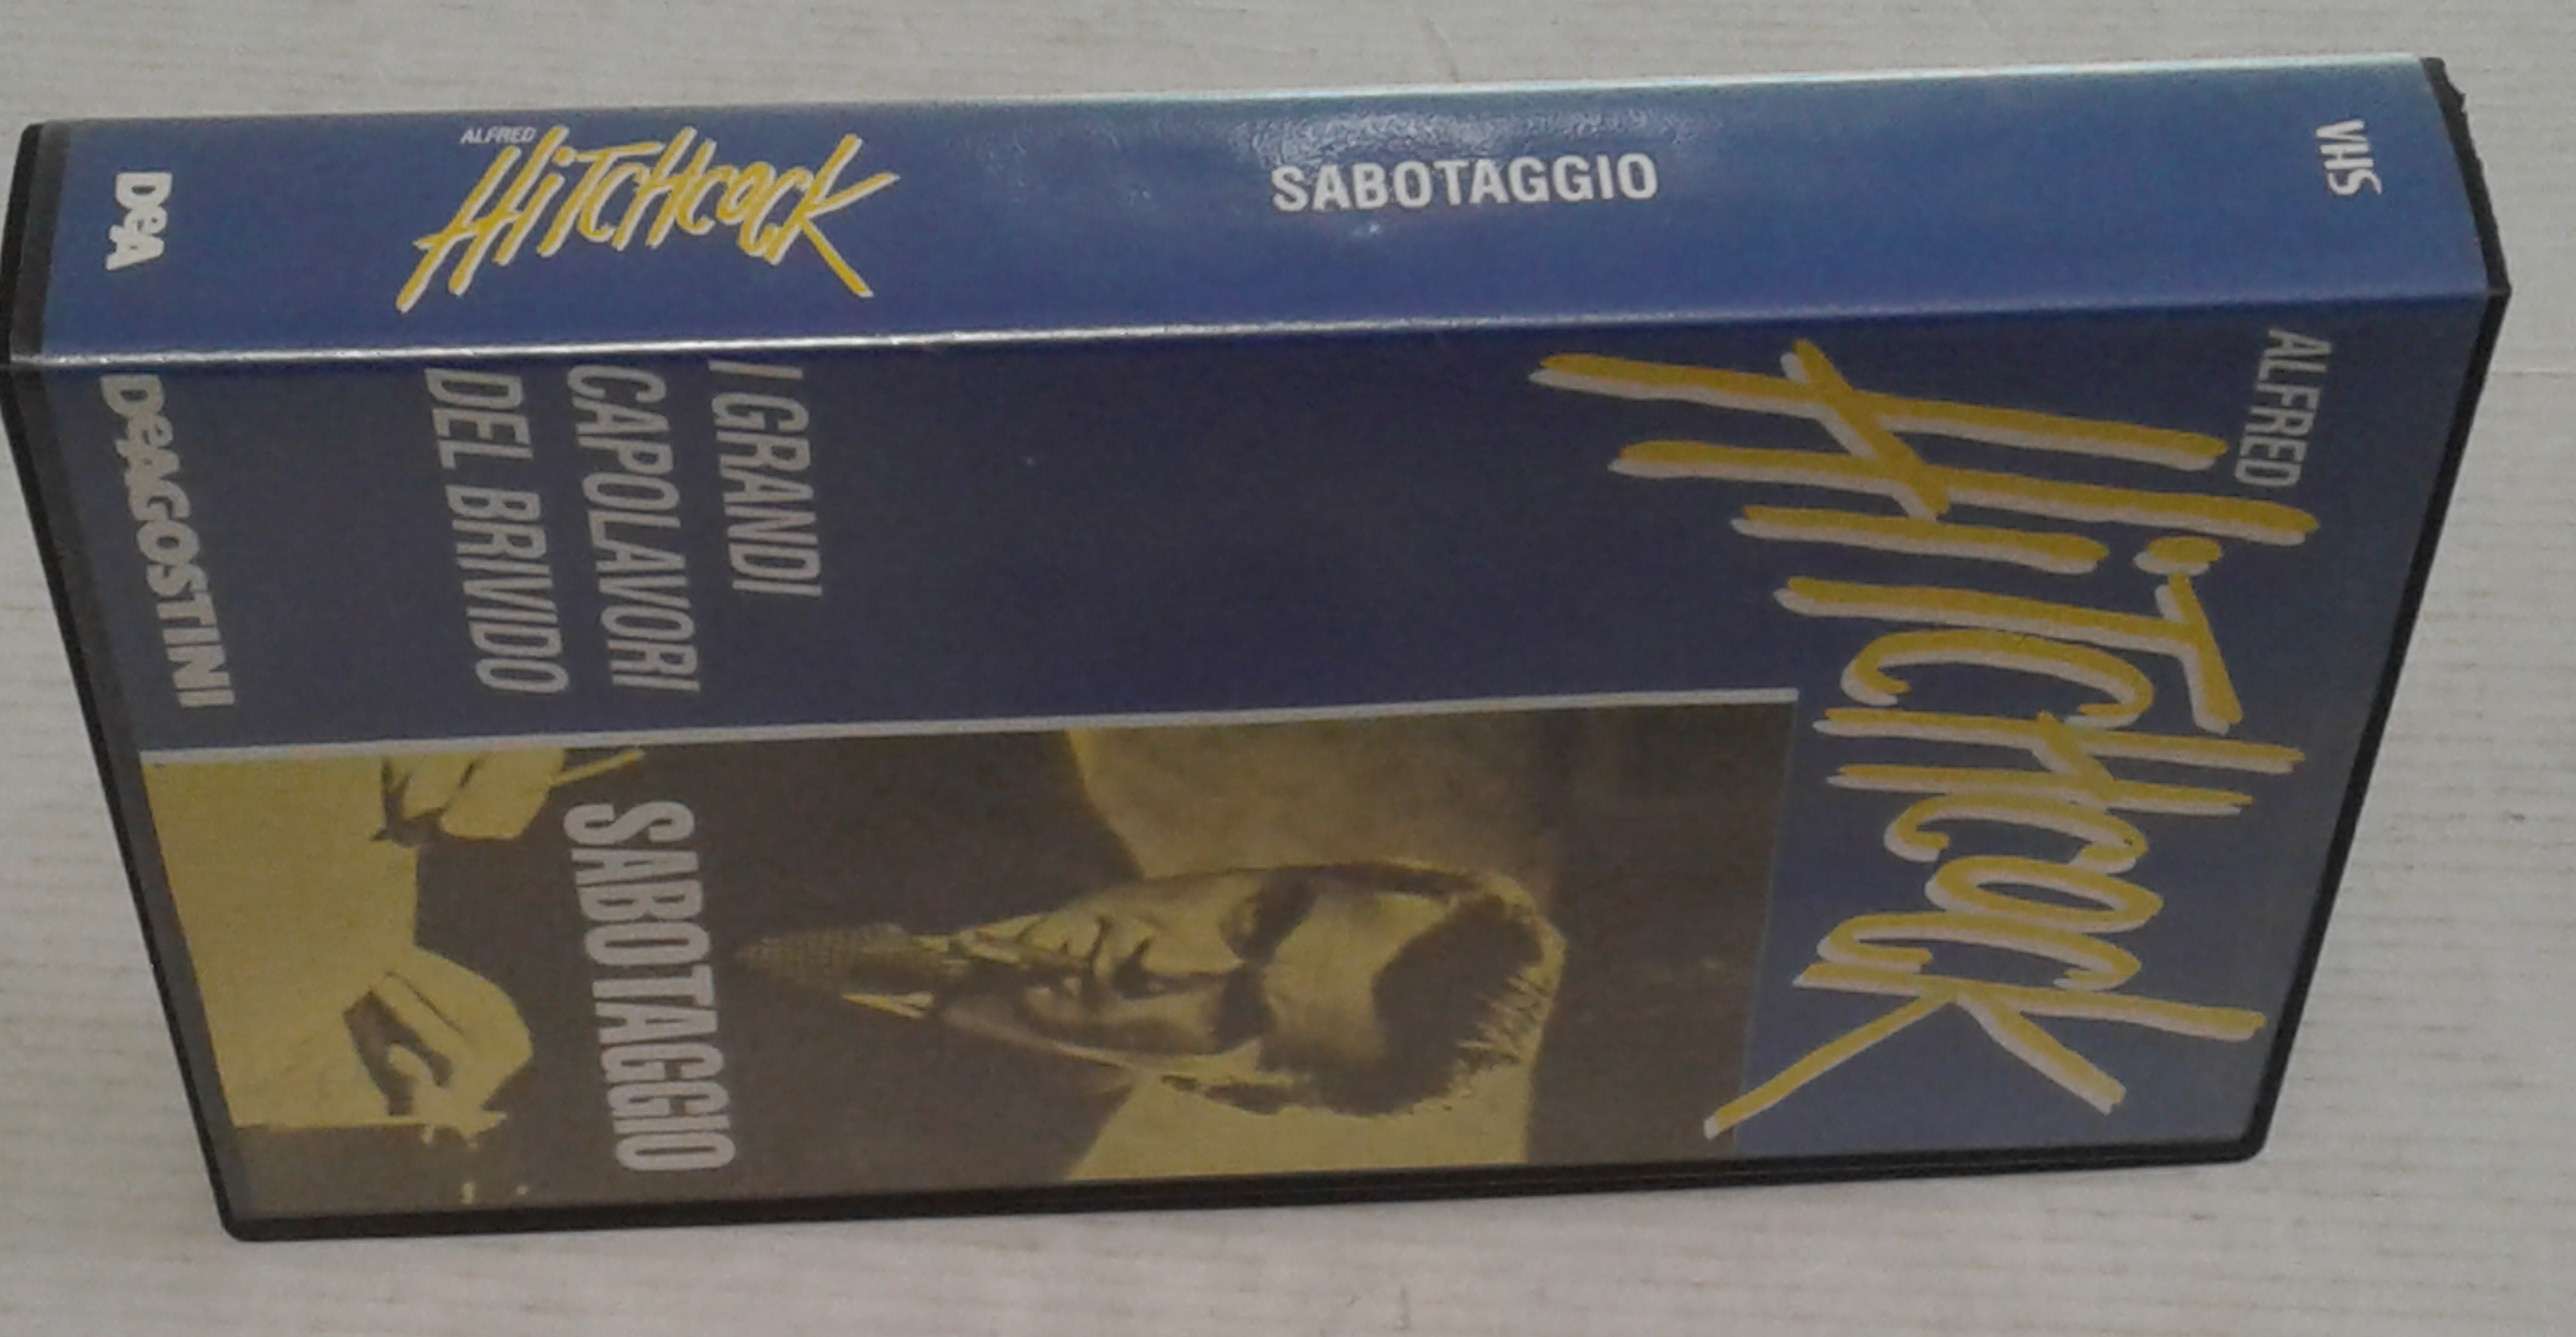 DeA
ALFRED
HiTCHCOCK
SABOTAGGIO
VHS
ALFRED
HiTCHCOCK
I GRANDI
CAPOLAVORI
DEL BRIVIDO
SABOTAGGIO
DeAGOSTINI